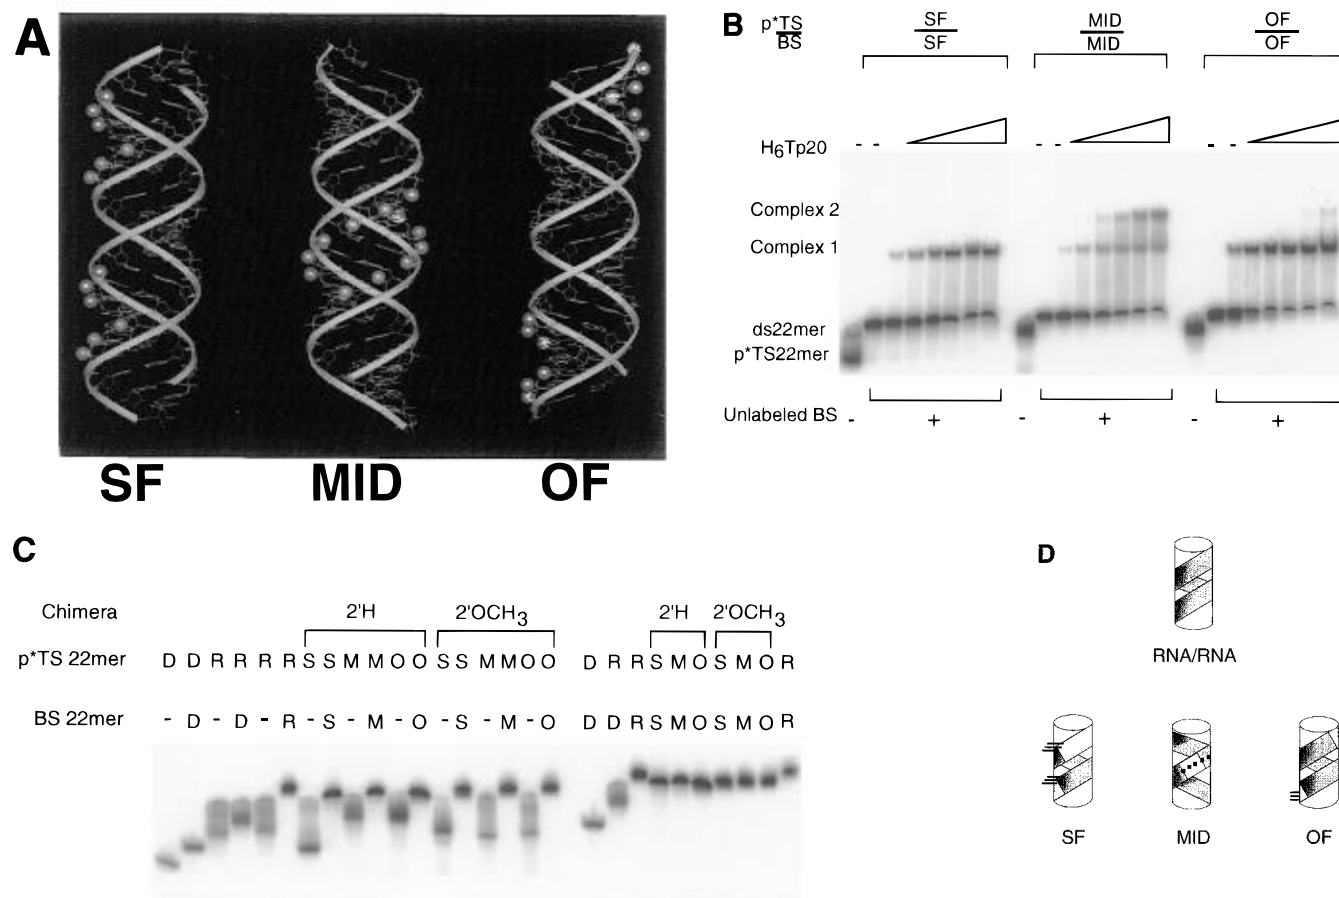 A
SF MID OF
B p*TS/BS SF/SF MID/MID OF/OF
H6Tp20 - - - - - -
Complex 2
Complex 1
ds22mer
p*TS22mer
Unlabeled BS - + - + - +
C
Chimera 2'H 2'OCH3 2'H 2'OCH3
p*TS 22mer D D R R R R S S M M O O S S M M O O D R R S M O S M O R
BS 22mer - D - D - R - S - M - O - S - M - O D D R S M O S M O R
D
RNA/RNA
SF MID OF